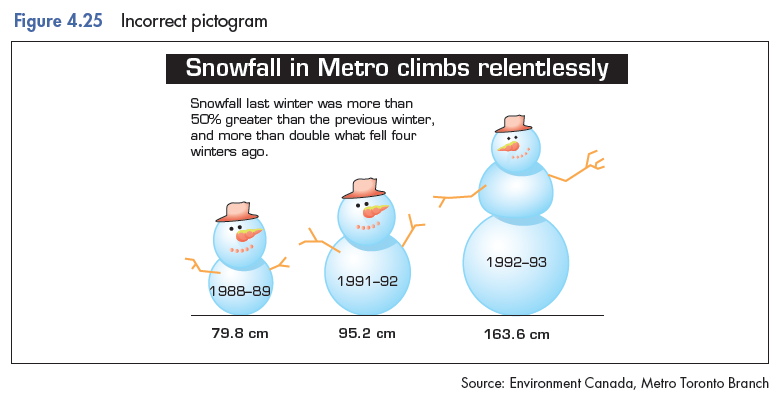 Figure 4.25 Incorrect pictogram
Snowfall in Metro climbs relentlessly
Snowfall last winter was more than
50% greater than the previous winter,
and more than double what fell four
winters ago.
1988–89
1991–92
1992–93
79.8 cm
95.2 cm
163.6 cm
Source: Environment Canada, Metro Toronto Branch